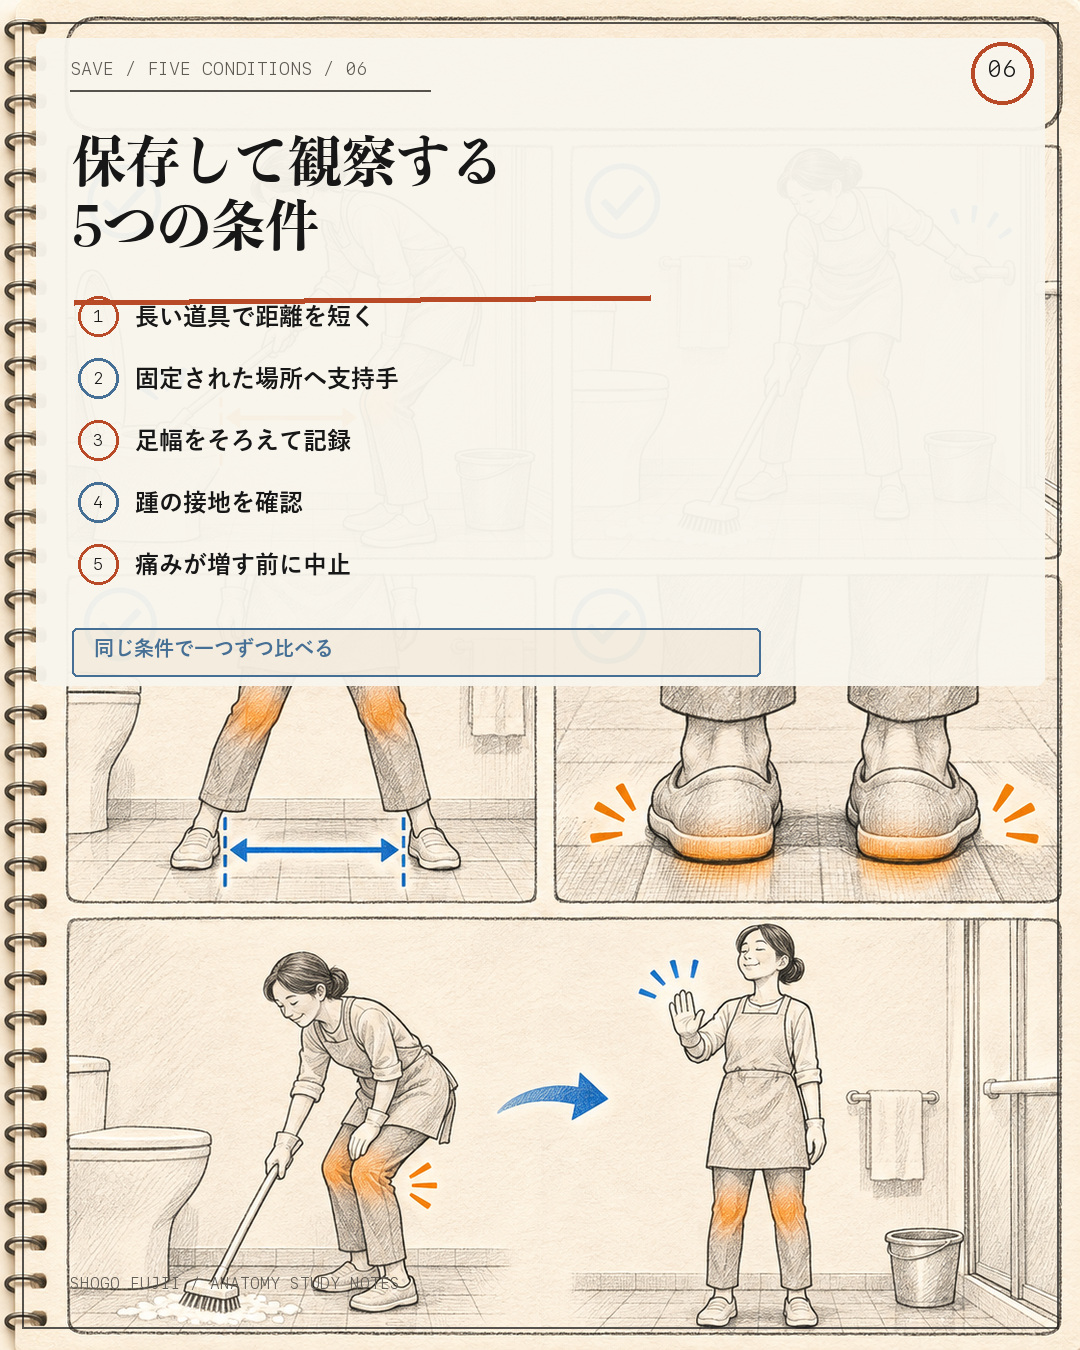 SAVE / FIVE CONDITIONS / 06
06
保存して観察する
5つの条件
1 長い道具で距離を短く
2 固定された場所へ支持手
3 足幅をそろえて記録
4 踵の接地を確認
5 痛みが増す前に中止
同じ条件で一つずつ比べる
SHOGO FUJII / ANATOMY STUDY NOTES